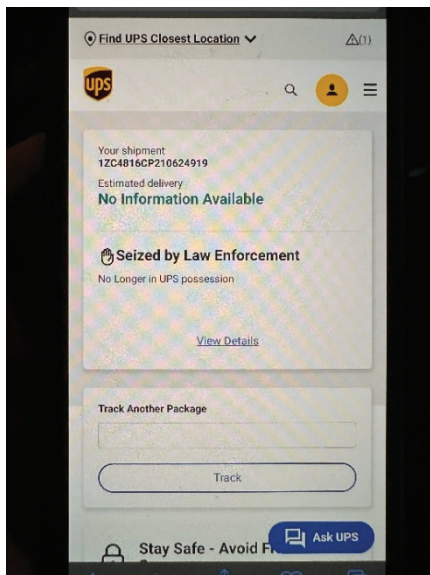 Find UPS Closest Location
(1)
ups
Your shipment
1ZC4816CP210624919
Estimated delivery
No Information Available
Seized by Law Enforcement
No Longer in UPS possession
View Details
Track Another Package
Track
Stay Safe - Avoid F
Ask UPS